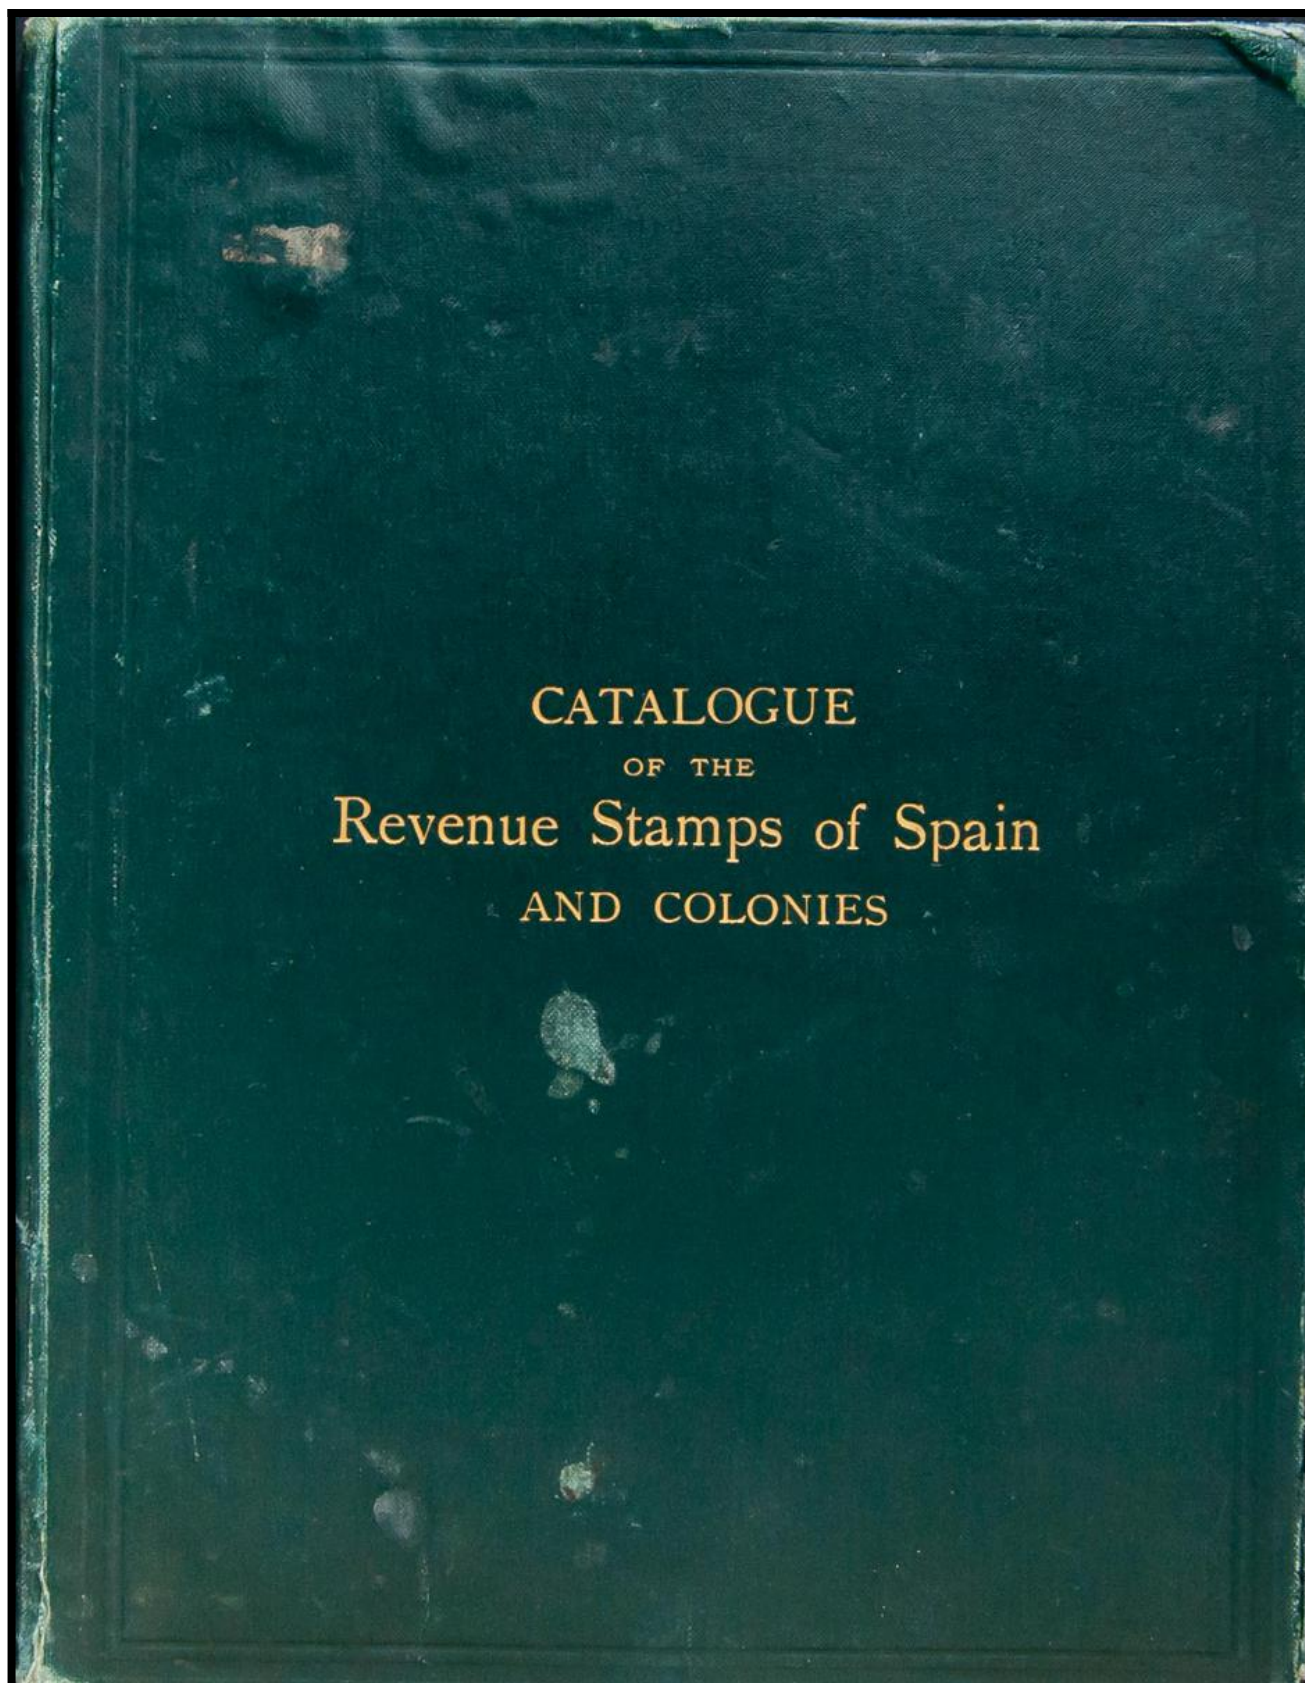 CATALOGUE
OF THE
Revenue Stamps of Spain
AND COLONIES